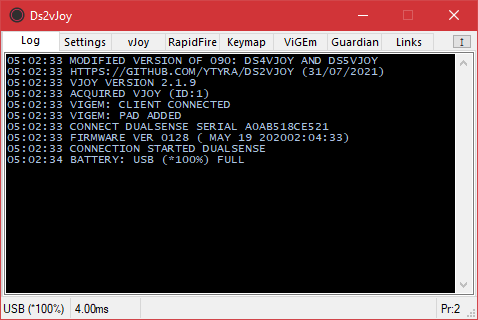 Ds2vJoy
Log Settings vJoy RapidFire Keymap ViGEm Guardian Links
05:02:33 MODIFIED VERSION OF 090: DS4VJOY AND DS5VJOY
05:02:33 HTTPS://GITHUB.COM/YTYRA/DS2VJOY (31/07/2021)
05:02:33 VJOY VERSION 2.1.9
05:02:33 ACQUIRED VJOY (ID:1)
05:02:33 VIGEM: CLIENT CONNECTED
05:02:33 VIGEM: PAD ADDED
05:02:33 CONNECT DUALSENSE SERIAL A0AB518CE521
05:02:33 FIRMWARE VER 0128 ( MAY 19 202002:04:33)
05:02:33 CONNECTION STARTED DUALSENSE
05:02:34 BATTERY: USB (*100%) FULL
USB (*100%) 4.00ms Pr:2